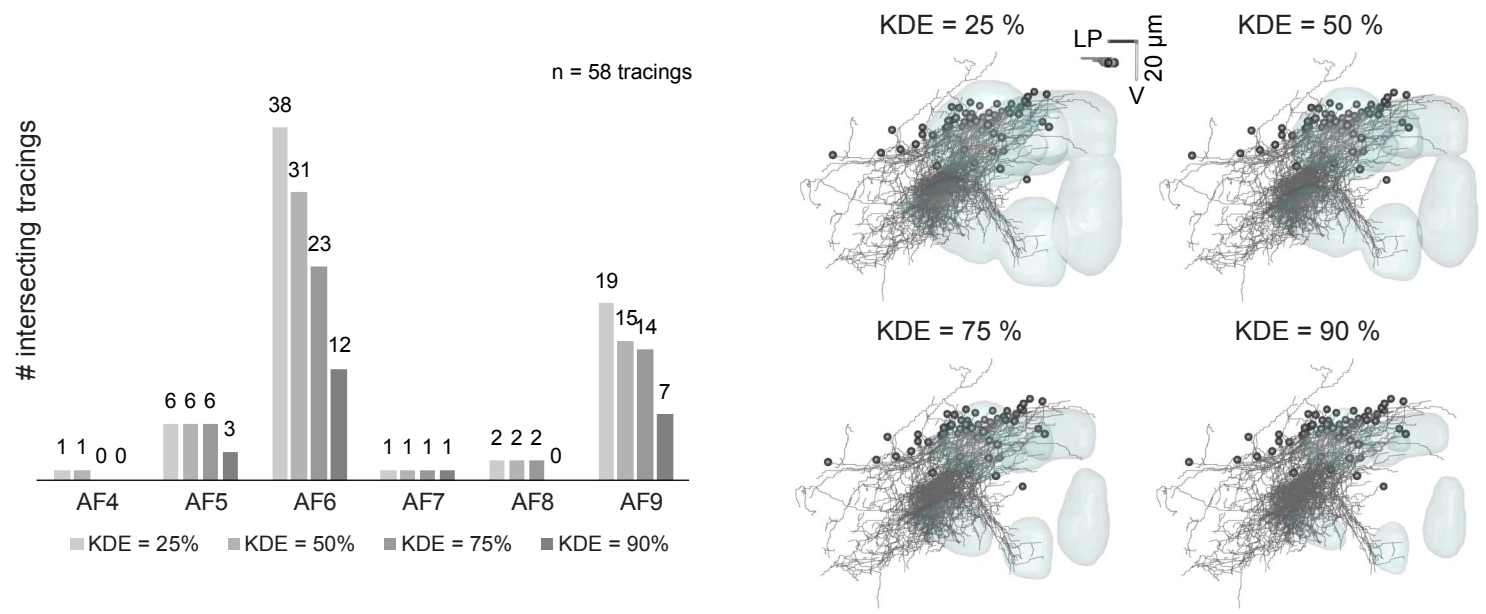 n = 58 tracings
# intersecting tracings
38
31
23
12
19
15
14
7
6 6 6
3
1 1
0 0
1 1 1 1
2 2 2
0
AF4 AF5 AF6 AF7 AF8 AF9
KDE = 25% KDE = 50% KDE = 75% KDE = 90%
KDE = 25 %
LP
20 µm
V
KDE = 50 %
KDE = 75 %
KDE = 90 %